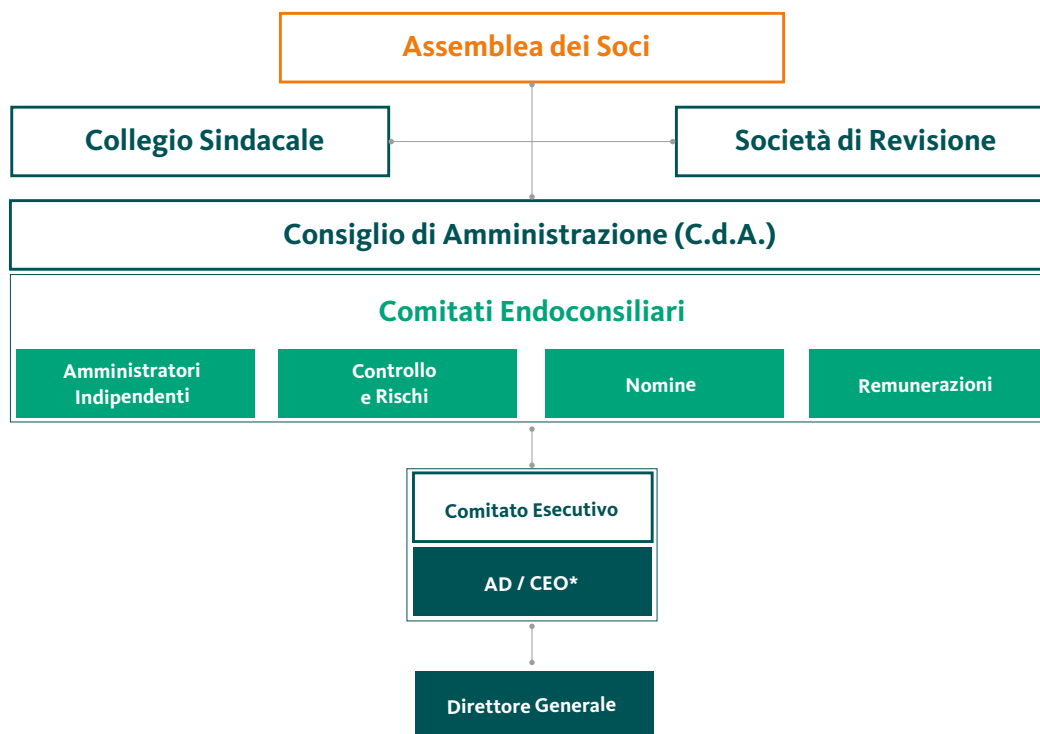 Assemblea dei Soci
Collegio Sindacale
Società di Revisione
Consiglio di Amministrazione (C.d.A.)
Comitati Endoconsiliari
Amministratori
Indipendenti
Controllo
e Rischi
Nomine
Remunerazioni
Comitato Esecutivo
AD / CEO*
Direttore Generale